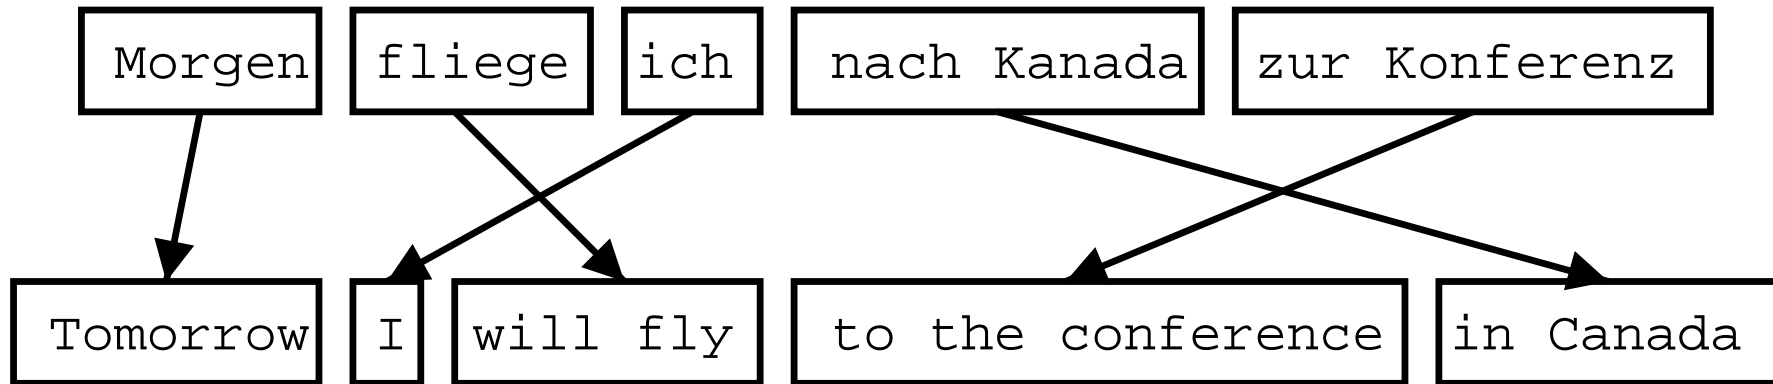 Morgen fliege ich nach Kanada zur Konferenz
Tomorrow I will fly to the conference in Canada